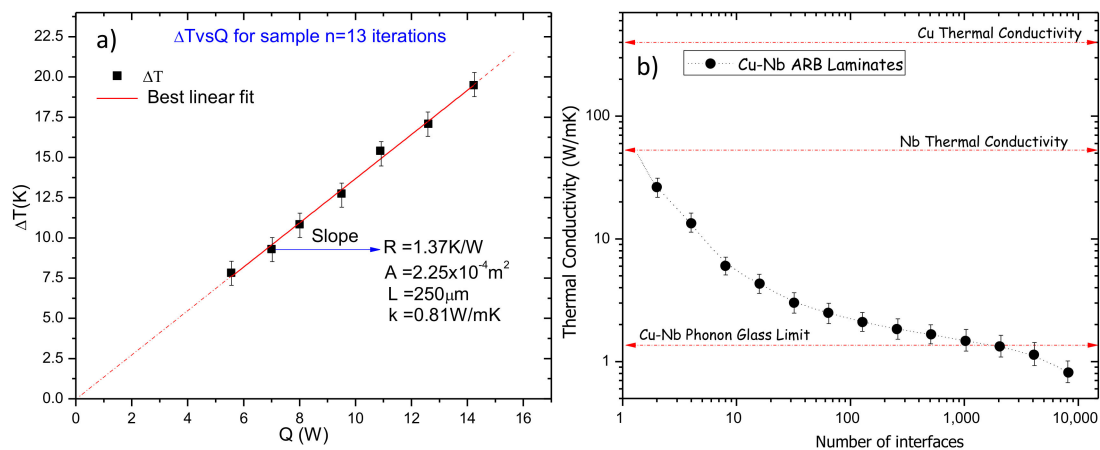 a)
ΔTvsQ for sample n=13 iterations
ΔT
Best linear fit
Slope
R =1.37K/W
A =2.25x10⁻⁴m²
L =250μm
k =0.81W/mK
ΔT(K)
22.5
20.0
17.5
15.0
12.5
10.0
7.5
5.0
2.5
0.0
0 2 4 6 8 10 12 14 16
Q (W)
b)
Cu Thermal Conductivity
Cu-Nb ARB Laminates
Nb Thermal Conductivity
Cu-Nb Phonon Glass Limit
Thermal Conductivity (W/mK)
100
10
1
1 10 100 1,000 10,000
Number of interfaces